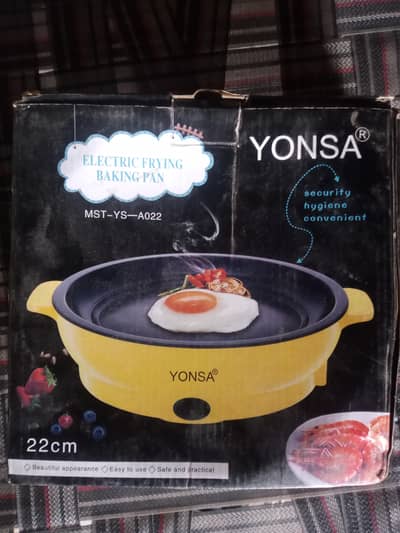 YONSA®
ELECTRIC FRYING
BAKING PAN
MST-YS—A022
security
hygiene
convenient
YONSA®
22cm
◇ Beautiful appearance ◇ Easy to use ◇ Safe and practical